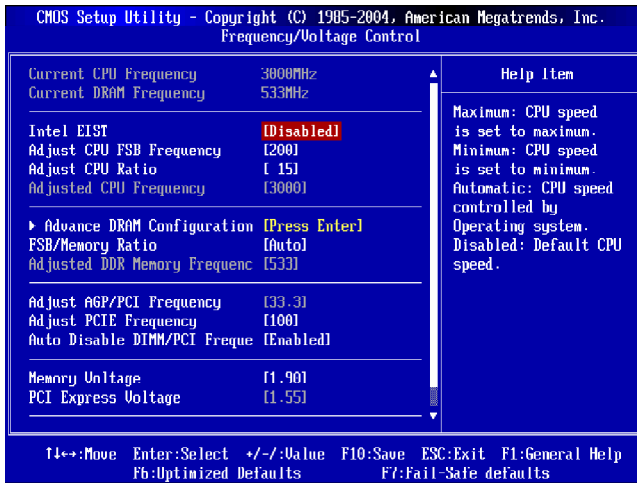 CMOS Setup Utility - Copyright (C) 1985-2004, American Megatrends, Inc.
Frequency/Voltage Control
Current CPU Frequency 3000MHz
Current DRAM Frequency 533MHz
Intel EIST [Disabled]
Adjust CPU FSB Frequency [200]
Adjust CPU Ratio [ 15]
Adjusted CPU Frequency [3000]
▶ Advance DRAM Configuration [Press Enter]
FSB/Memory Ratio [Auto]
Adjusted DDR Memory Frequenc [533]
Adjust AGP/PCI Frequency [33.3]
Adjust PCIE Frequency [100]
Auto Disable DIMM/PCI Freque [Enabled]
Memory Voltage [1.90]
PCI Express Voltage [1.55]
Help Item
Maximum: CPU speed
is set to maximum.
Minimum: CPU speed
is set to minimum.
Automatic: CPU speed
controlled by
Operating system.
Disabled: Default CPU
speed.
↑↓←→:Move Enter:Select +/-/:Value F10:Save ESC:Exit F1:General Help
F6:Optimized Defaults F7:Fail-Safe defaults